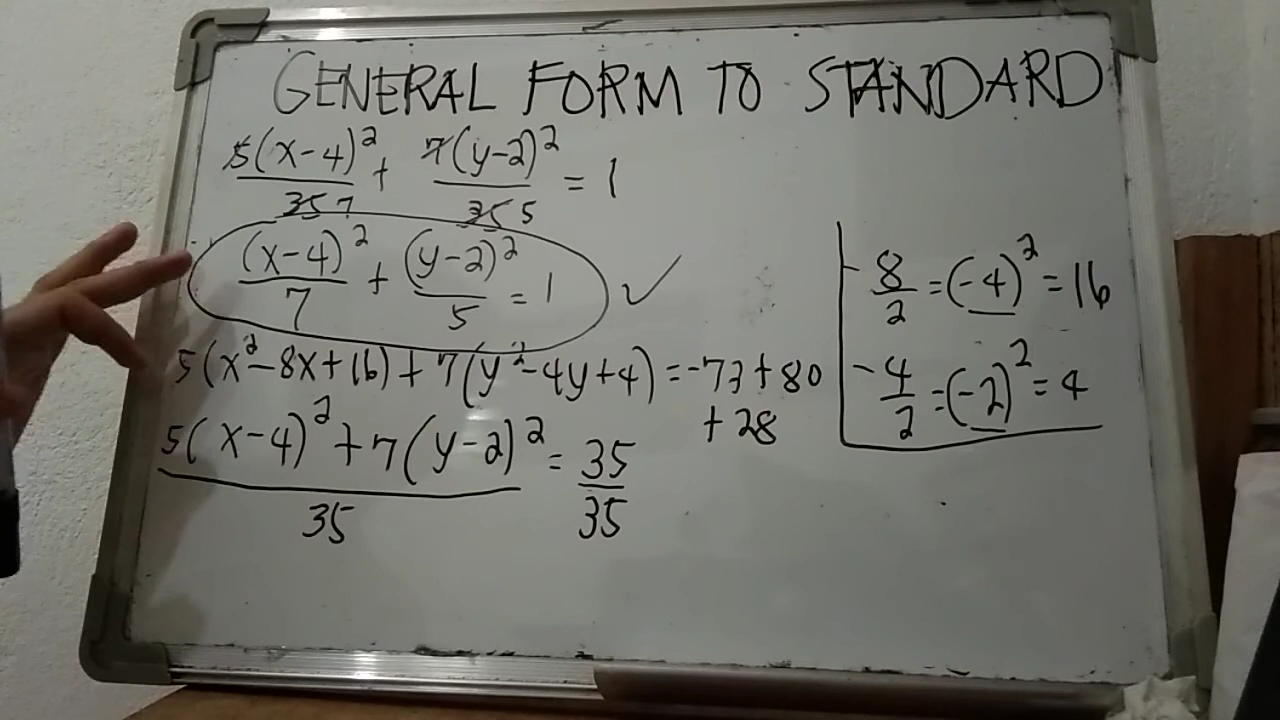 GENERAL FORM TO STANDARD
5(x-4)²/35 7 + 7(y-2)²/35 5 = 1
(x-4)²/7 + (y-2)²/5 = 1 ✓
5(x²-8x+16)+7(y²-4y+4)=-73+80
+28
5(x-4)²+7(y-2)²/35 = 35/35
-8/2=(-4)²=16
-4/2=(-2)²=4